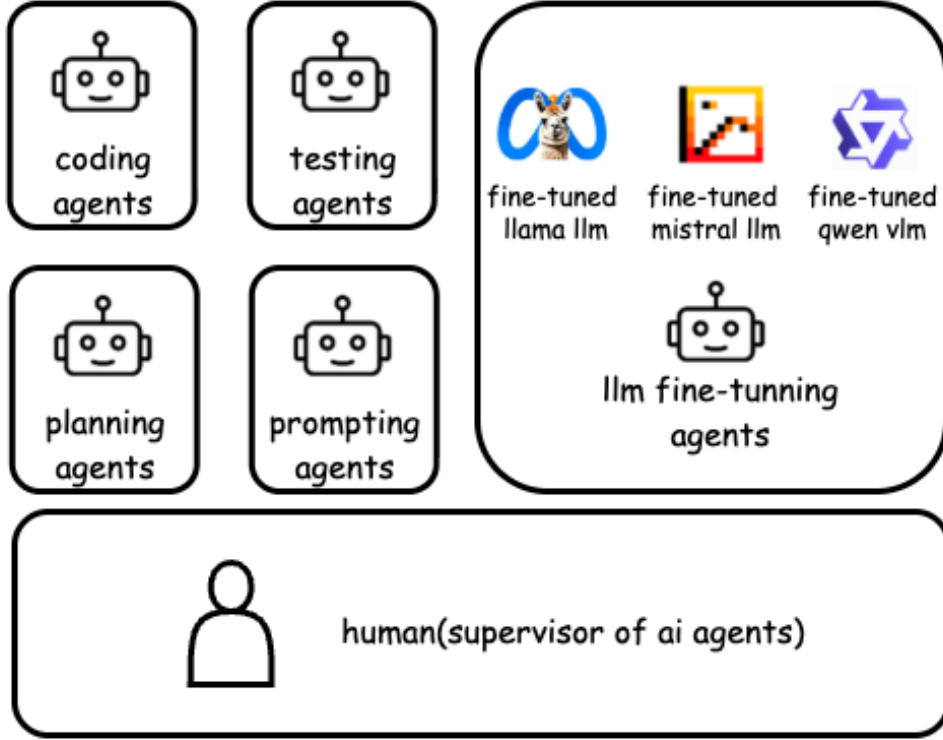 coding
agents
testing
agents
fine-tuned
llama llm
fine-tuned
mistral llm
fine-tuned
qwen vlm
planning
agents
prompting
agents
llm fine-tunning
agents
human(supervisor of ai agents)